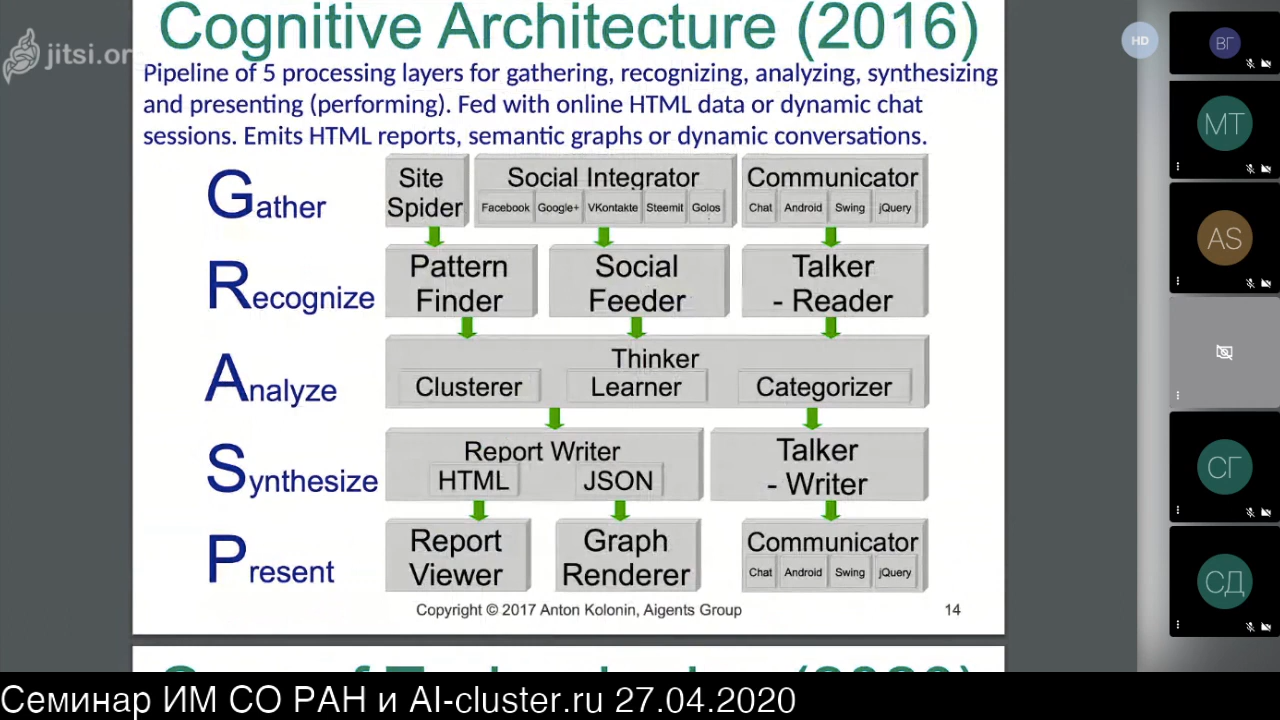 Cognitive Architecture (2016)
jitsi.or
HD
Pipeline of 5 processing layers for gathering, recognizing, analyzing, synthesizing
and presenting (performing). Fed with online HTML data or dynamic chat
sessions. Emits HTML reports, semantic graphs or dynamic conversations.
Gather
Site
Spider
Social Integrator
Facebook Google+ VKontakte Steemit Golos
Communicator
Chat Android Swing jQuery
Recognize
Pattern
Finder
Social
Feeder
Talker
- Reader
Analyze
Thinker
Clusterer Learner Categorizer
Synthesize
Report Writer
HTML JSON
Talker
- Writer
Present
Report
Viewer
Graph
Renderer
Communicator
Chat Android Swing jQuery
Copyright © 2017 Anton Kolonin, Aigents Group 14
ВГ
МТ
AS
СГ
СД
Семинар ИМ СО РАН и AI-cluster.ru 27.04.2020